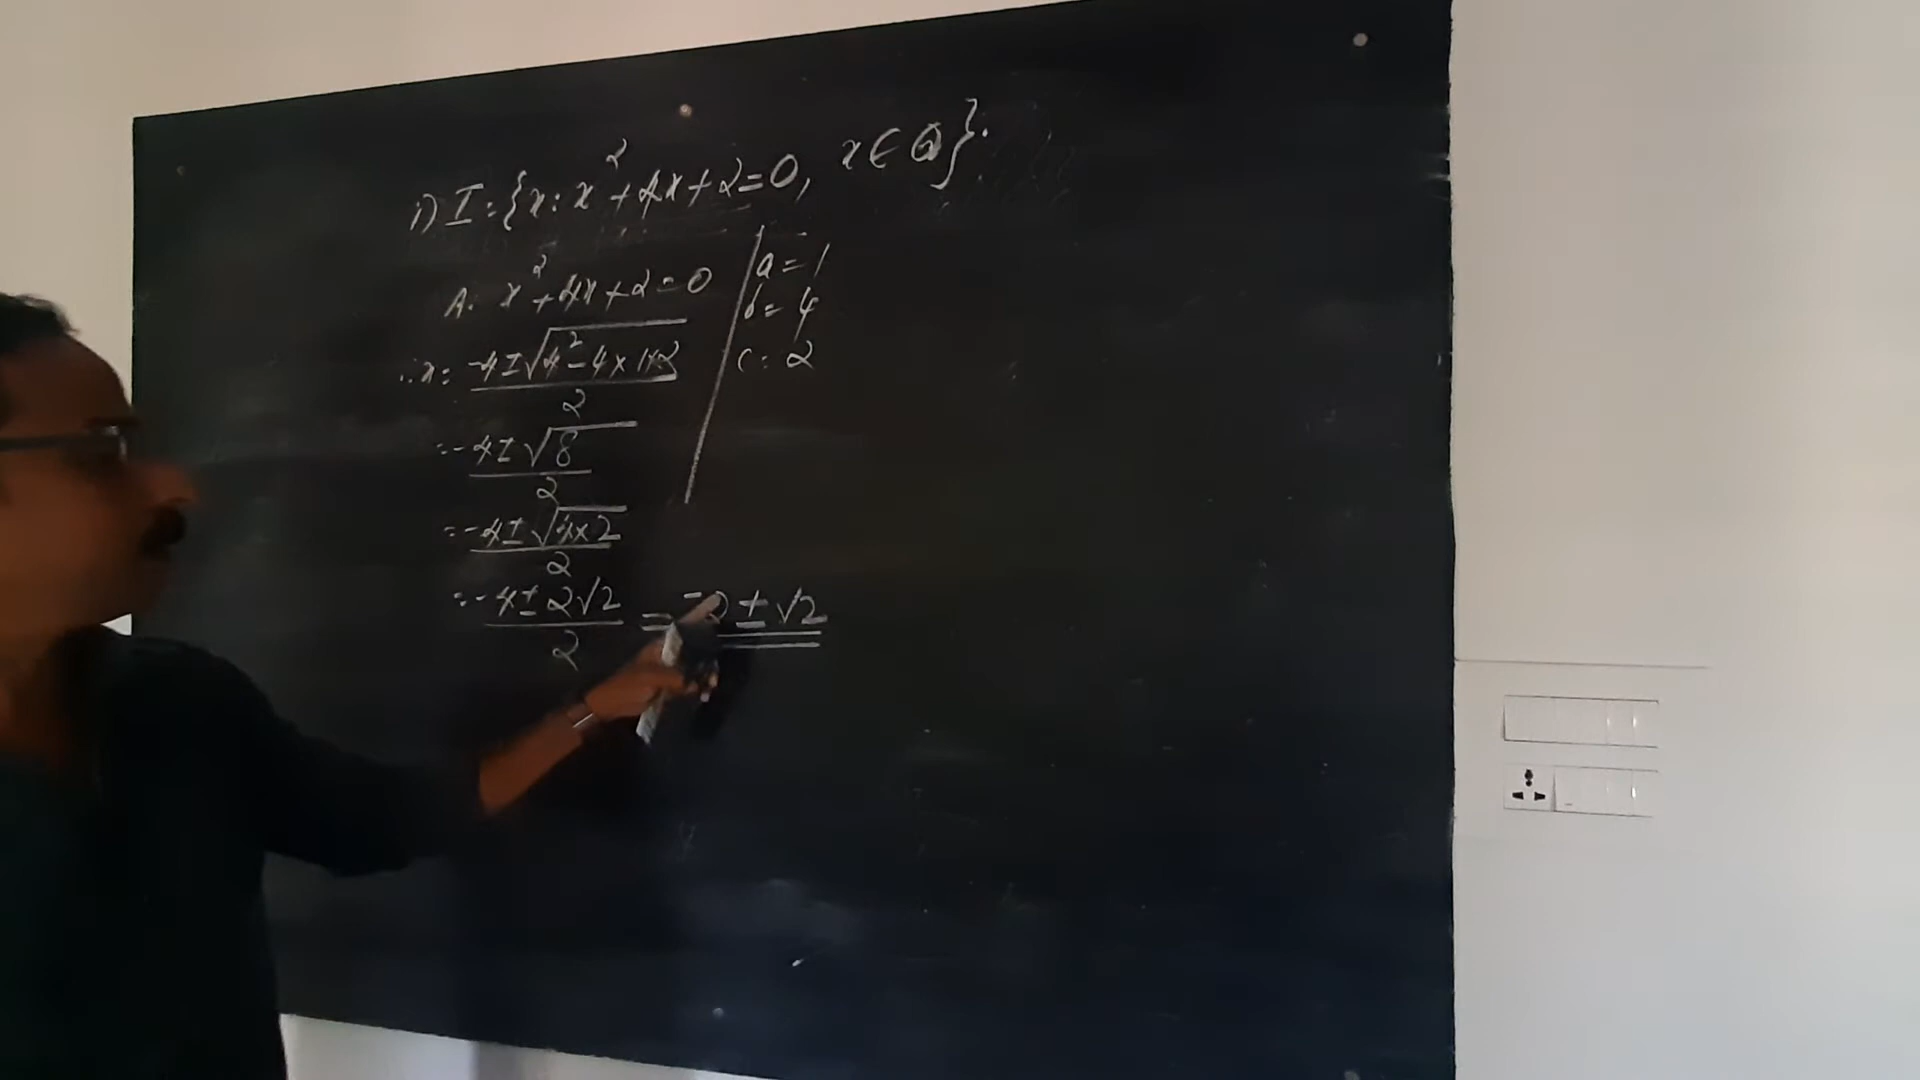 i) I = {x : x² + 4x + 2 = 0, x ∈ Q}.
A. x² + 4x + 2 = 0
a = 1
b = 4
c = 2
∴ x = (-4 ± √(4² - 4 × 1 × 2)) / 2
= (-4 ± √8) / 2
= (-4 ± √(4×2)) / 2
= (-4 ± 2√2) / 2 = -2 ± √2